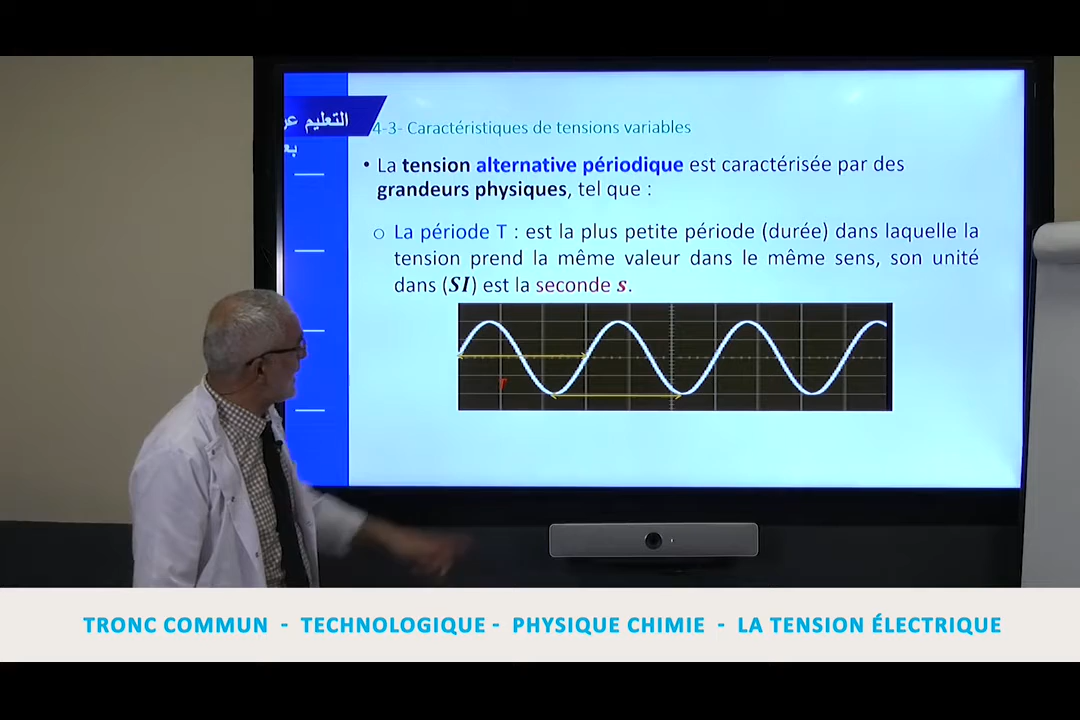 التعليم عن
بعد
4-3- Caractéristiques de tensions variables
• La tension alternative périodique est caractérisée par des
grandeurs physiques, tel que :
○ La période T : est la plus petite période (durée) dans laquelle la
tension prend la même valeur dans le même sens, son unité
dans (SI) est la seconde s.
T
TRONC COMMUN - TECHNOLOGIQUE - PHYSIQUE CHIMIE - LA TENSION ÉLECTRIQUE